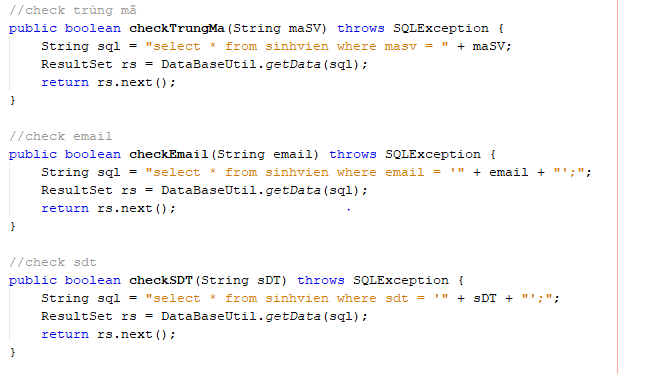 //check trùng mã
public boolean checkTrungMa(String maSV) throws SQLException {
    String sql = "select * from sinhvien where masv = " + maSV;
    ResultSet rs = DataBaseUtil.getData(sql);
    return rs.next();
}

//check email
public boolean checkEmail(String email) throws SQLException {
    String sql = "select * from sinhvien where email = '" + email + "';";
    ResultSet rs = DataBaseUtil.getData(sql);
    return rs.next();
}

//check sdt
public boolean checkSDT(String sDT) throws SQLException {
    String sql = "select * from sinhvien where sdt = '" + sDT + "';";
    ResultSet rs = DataBaseUtil.getData(sql);
    return rs.next();
}